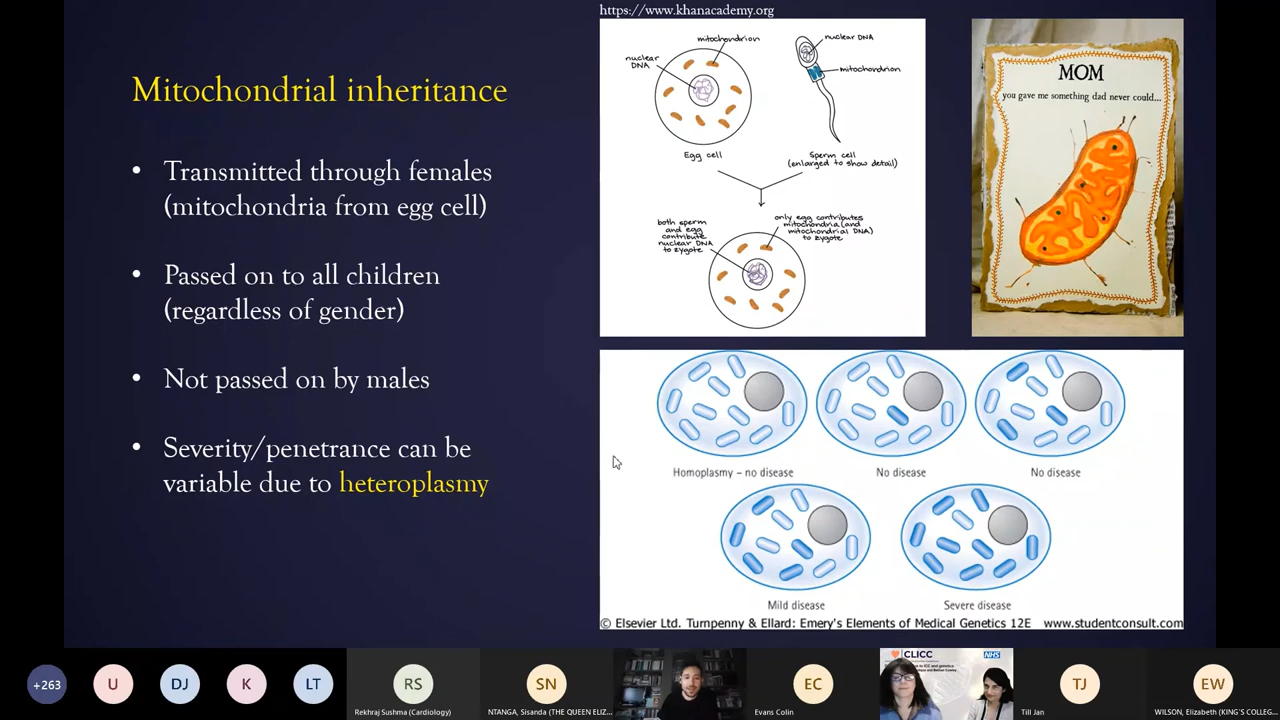 https://www.khanacademy.org
Mitochondrial inheritance
• Transmitted through females
(mitochondria from egg cell)
• Passed on to all children
(regardless of gender)
• Not passed on by males
• Severity/penetrance can be
variable due to heteroplasmy
mitochondrion
nuclear
DNA
Egg cell
nuclear DNA
mitochondrion
Sperm cell
(enlarged to show detail)
both sperm
and egg
contribute
nuclear DNA
to zygote
only egg contributes
mitochondria (and
mitochondrial DNA)
to zygote
MOM
you gave me something dad never could...
Homoplasmy – no disease
No disease
No disease
Mild disease
Severe disease
© Elsevier Ltd. Turnpenny & Ellard: Emery's Elements of Medical Genetics 12E www.studentconsult.com
+263
U
DJ
K
LT
RS
Rekhraj Sushma (Cardiology)
SN
NTANGA, Sisanda (THE QUEEN ELIZ...
EC
Evans Colin
CLICC
NHS
TJ
Till Jan
EW
WILSON, Elizabeth (KING'S COLLEG...